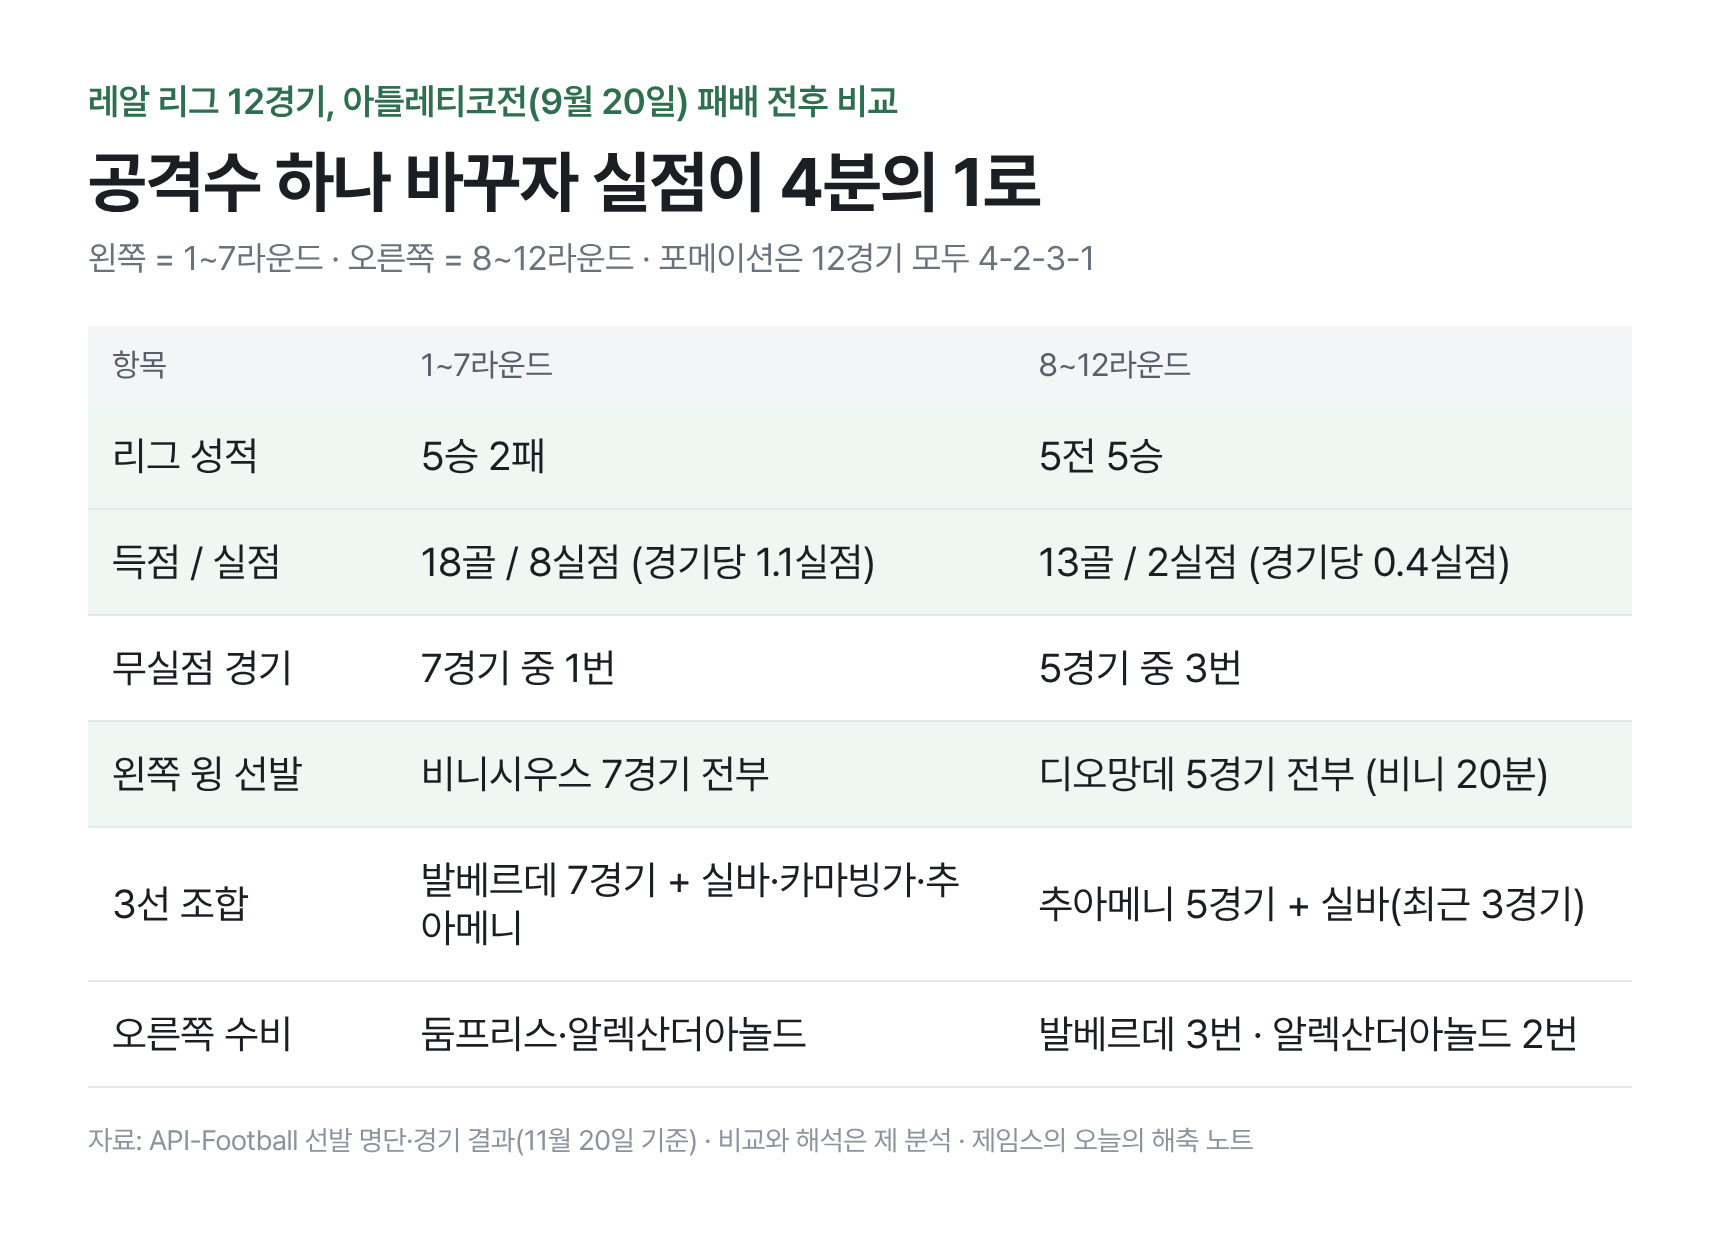 레알 리그 12경기, 아틀레티코전(9월 20일) 패배 전후 비교
공격수 하나 바꾸자 실점이 4분의 1로
왼쪽 = 1~7라운드 · 오른쪽 = 8~12라운드 · 포메이션은 12경기 모두 4-2-3-1
항목 1~7라운드 8~12라운드
리그 성적 5승 2패 5전 5승
득점 / 실점 18골 / 8실점 (경기당 1.1실점) 13골 / 2실점 (경기당 0.4실점)
무실점 경기 7경기 중 1번 5경기 중 3번
왼쪽 윙 선발 비니시우스 7경기 전부 디오망데 5경기 전부 (비니 20분)
3선 조합 발베르데 7경기 + 실바·카마빙가·추
아메니 추아메니 5경기 + 실바(최근 3경기)
오른쪽 수비 둠프리스·알렉산더아놀드 발베르데 3번 · 알렉산더아놀드 2번
자료: API-Football 선발 명단·경기 결과(11월 20일 기준) · 비교와 해석은 제 분석 · 제임스의 오늘의 해축 노트